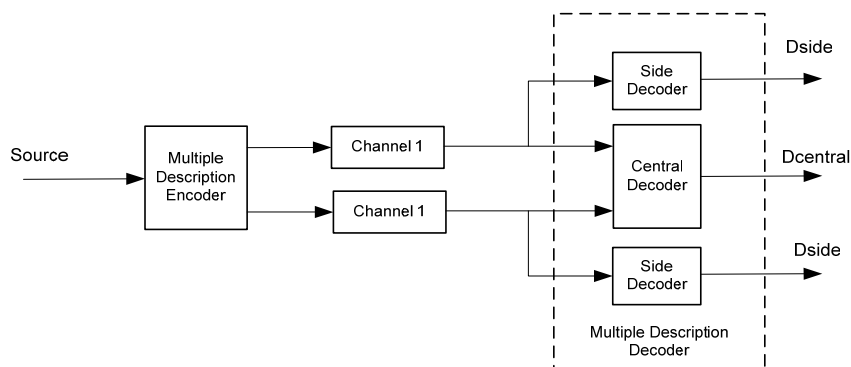 Dside
Side
Decoder
Source
Multiple
Description
Encoder
Channel 1
Central
Decoder
Dcentral
Channel 1
Dside
Side
Decoder
Multiple Description
Decoder